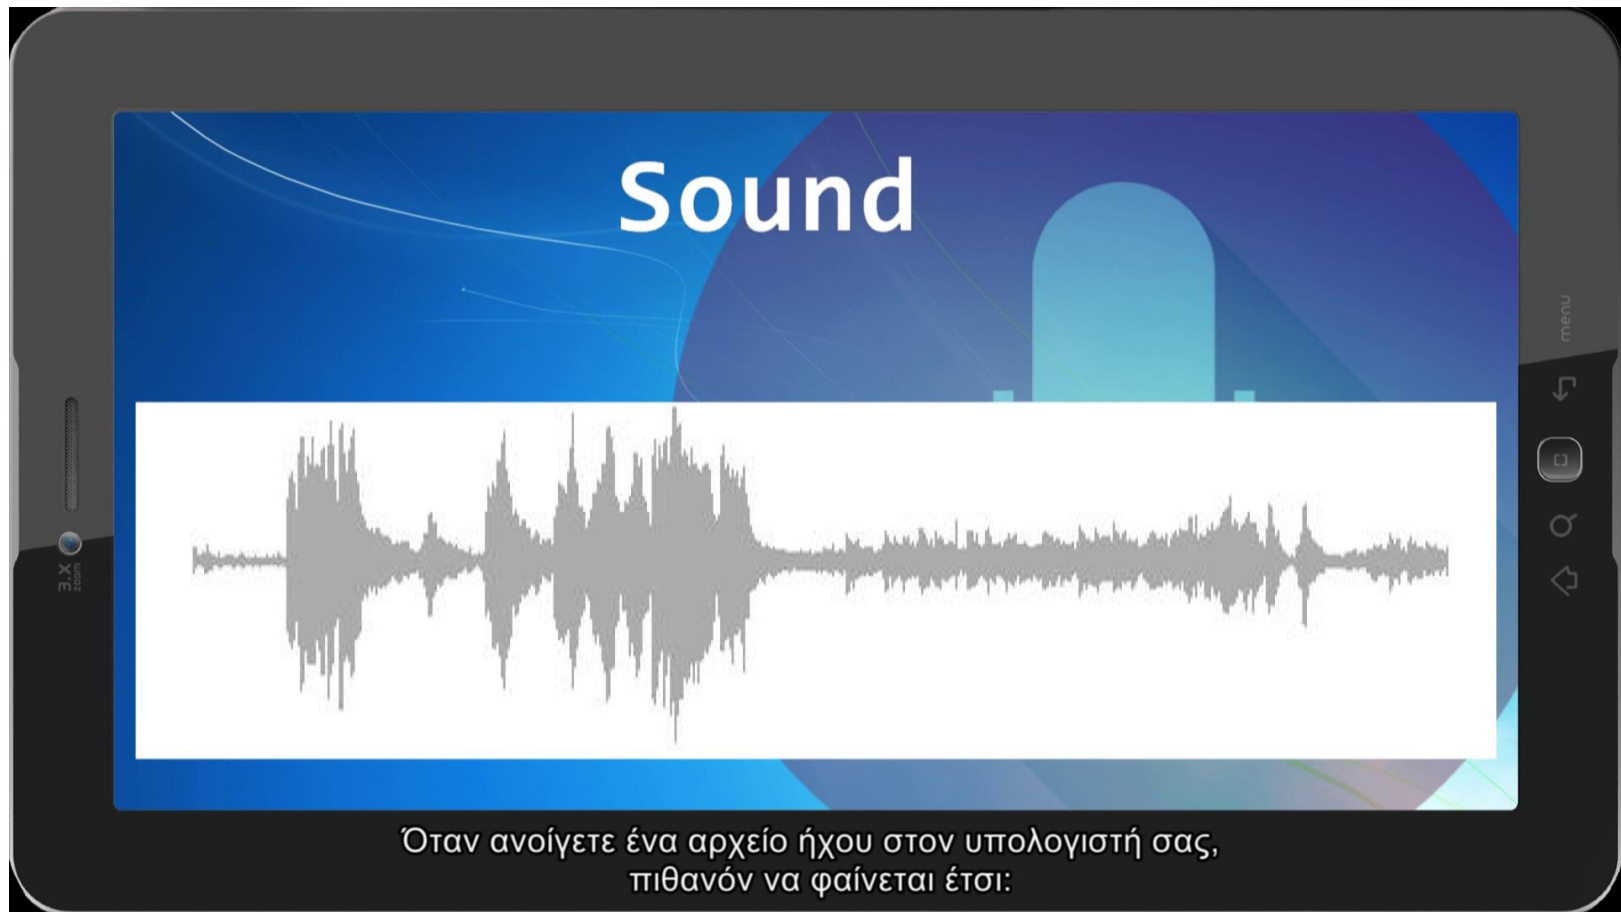 Sound
menu
3.X
zoom
Όταν ανοίγετε ένα αρχείο ήχου στον υπολογιστή σας,
πιθανόν να φαίνεται έτσι: